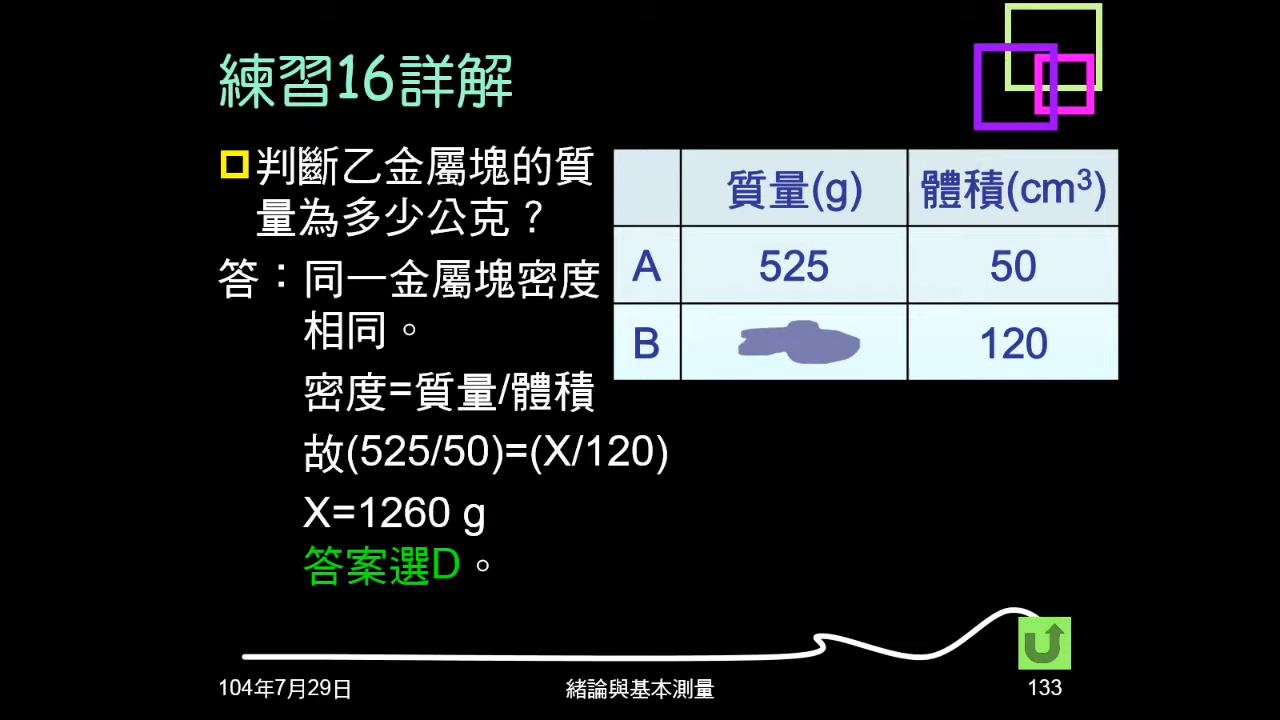 練習16詳解
判斷乙金屬塊的質
量為多少公克？
答：同一金屬塊密度
相同。
密度=質量/體積
故(525/50)=(X/120)
X=1260 g
答案選D。
質量(g) 體積(cm³)
A 525 50
B 120
104年7月29日 緒論與基本測量 133